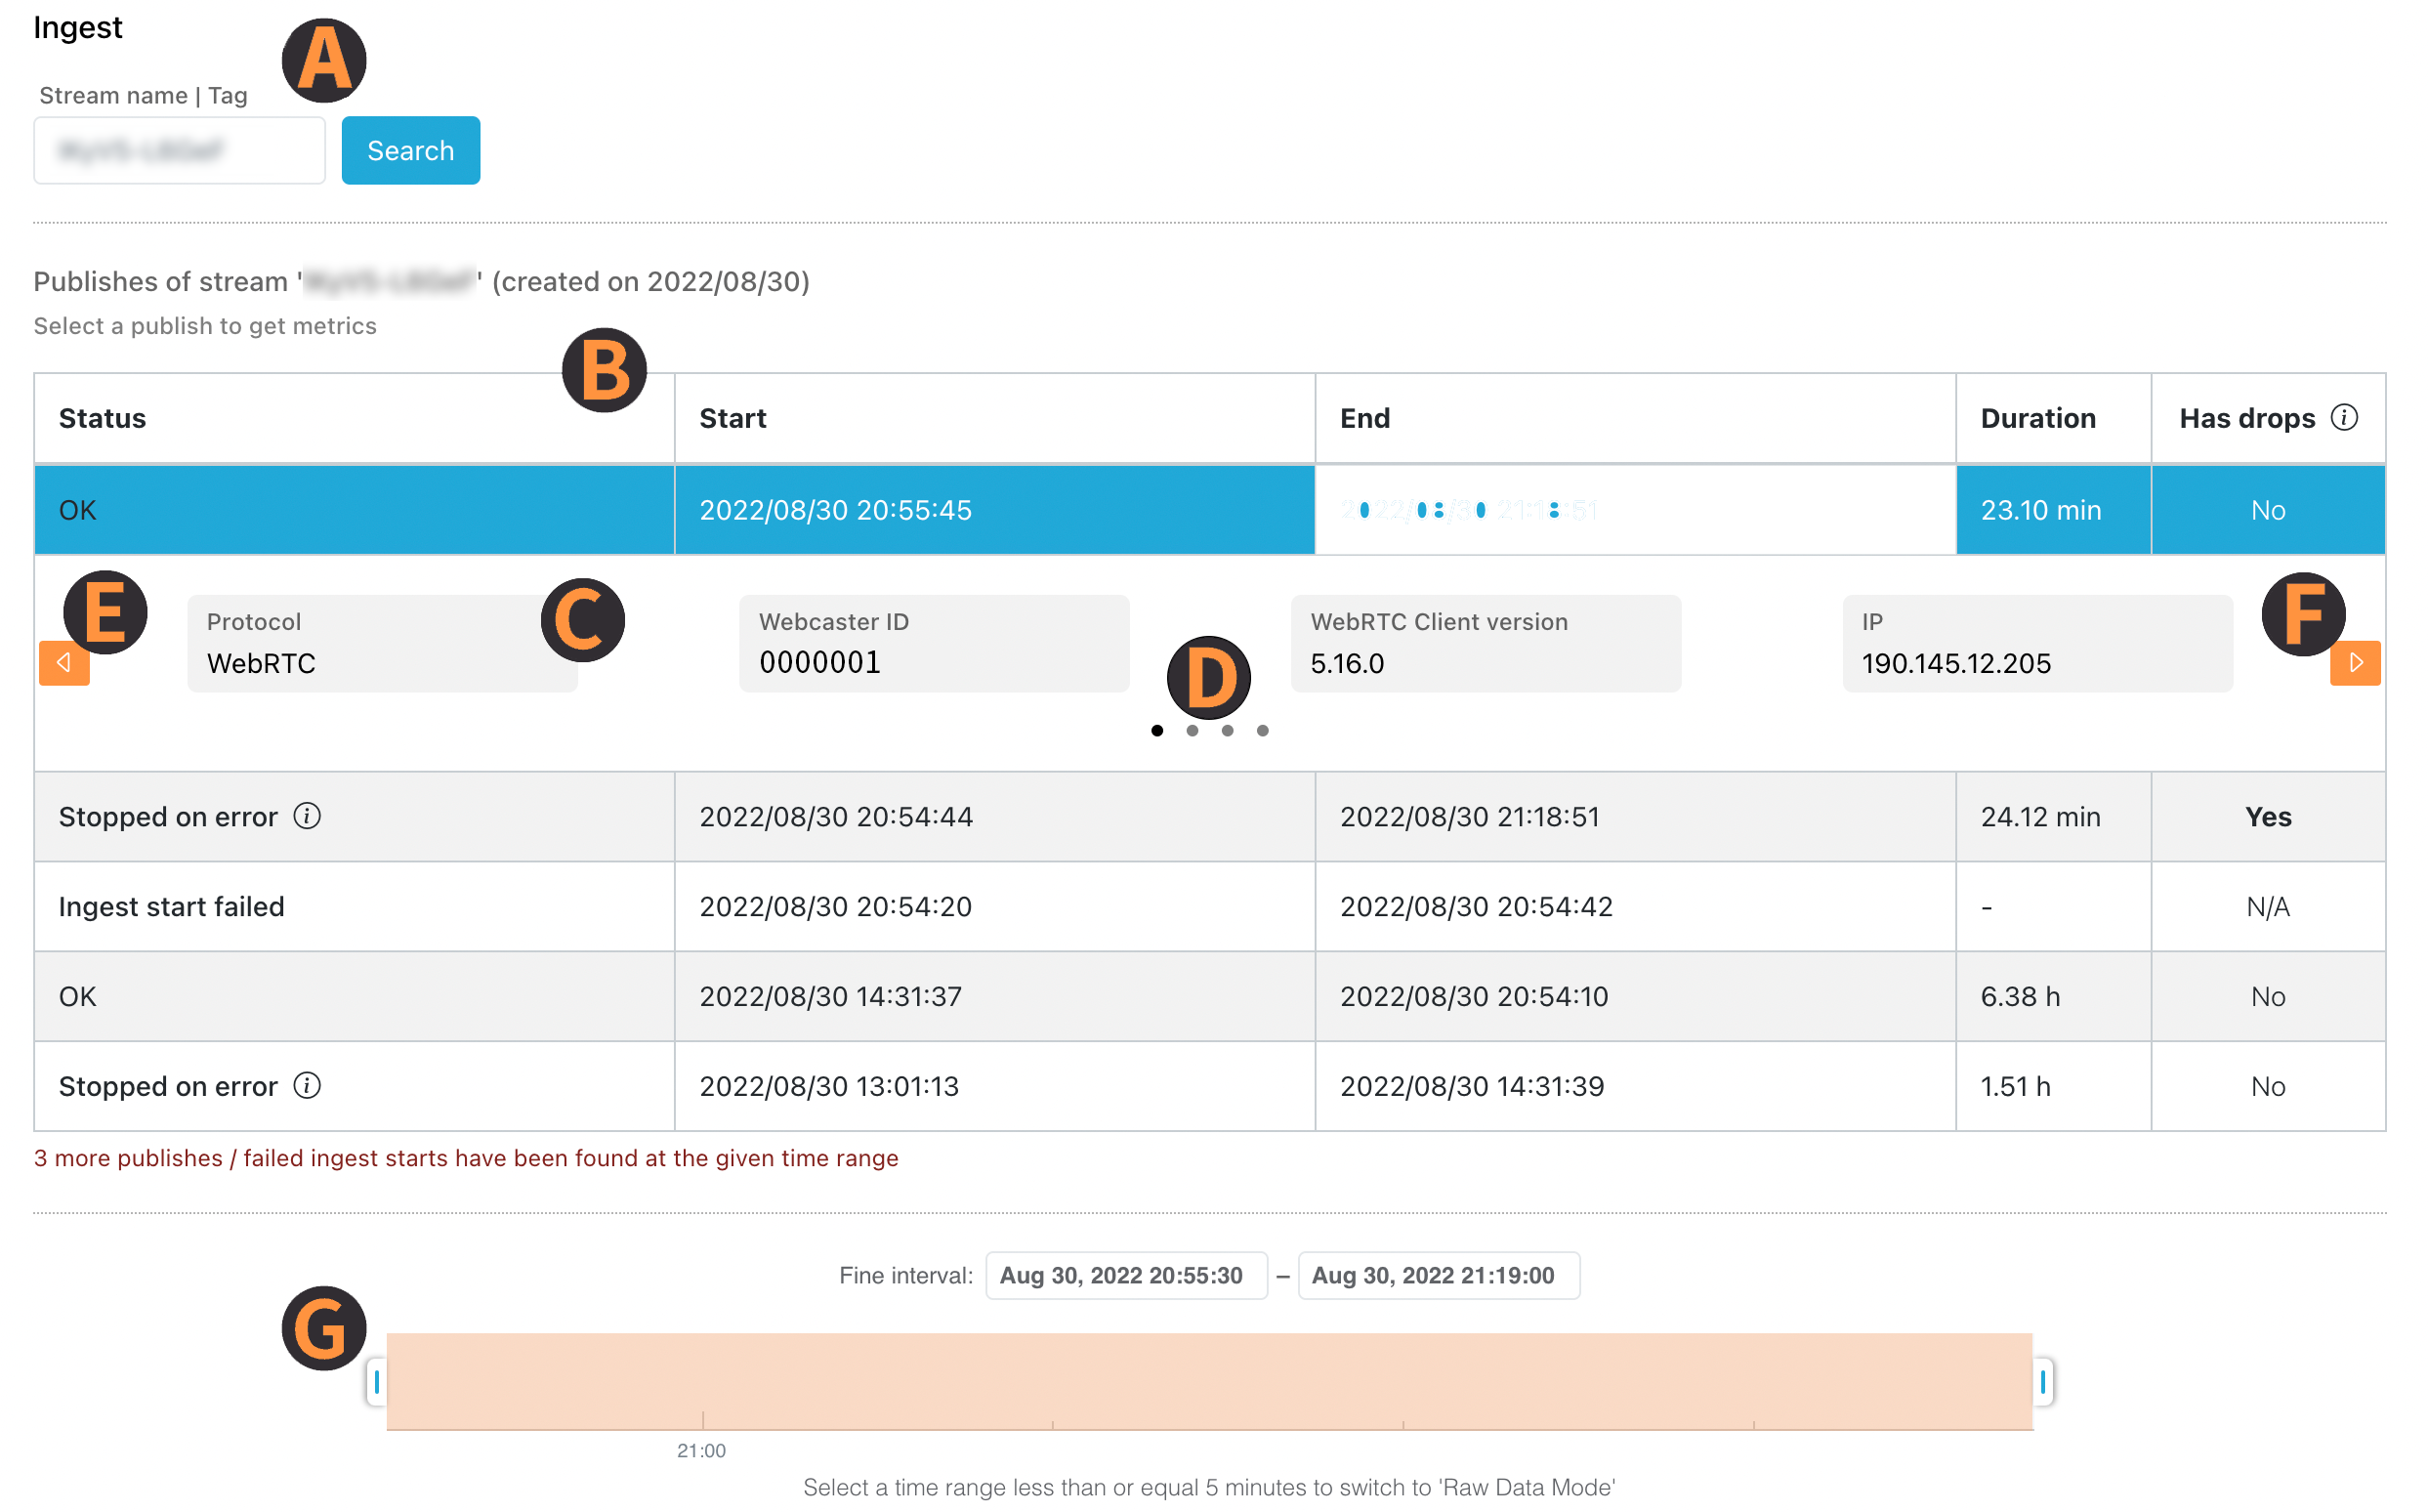 Ingest
A
Stream name | Tag
Search
Publishes of stream '' (created on 2022/08/30)
Select a publish to get metrics
B
Status Start End Duration Has drops i
OK 2022/08/30 20:55:45 2022/08/30 21:18:51 23.10 min No
E C F
Protocol Webcaster ID WebRTC Client version IP
WebRTC 0000001 5.16.0 190.145.12.205
D
Stopped on error i 2022/08/30 20:54:44 2022/08/30 21:18:51 24.12 min Yes
Ingest start failed 2022/08/30 20:54:20 2022/08/30 20:54:42 - N/A
OK 2022/08/30 14:31:37 2022/08/30 20:54:10 6.38 h No
Stopped on error i 2022/08/30 13:01:13 2022/08/30 14:31:39 1.51 h No
3 more publishes / failed ingest starts have been found at the given time range
Fine interval: Aug 30, 2022 20:55:30 – Aug 30, 2022 21:19:00
G
21:00
Select a time range less than or equal 5 minutes to switch to 'Raw Data Mode'